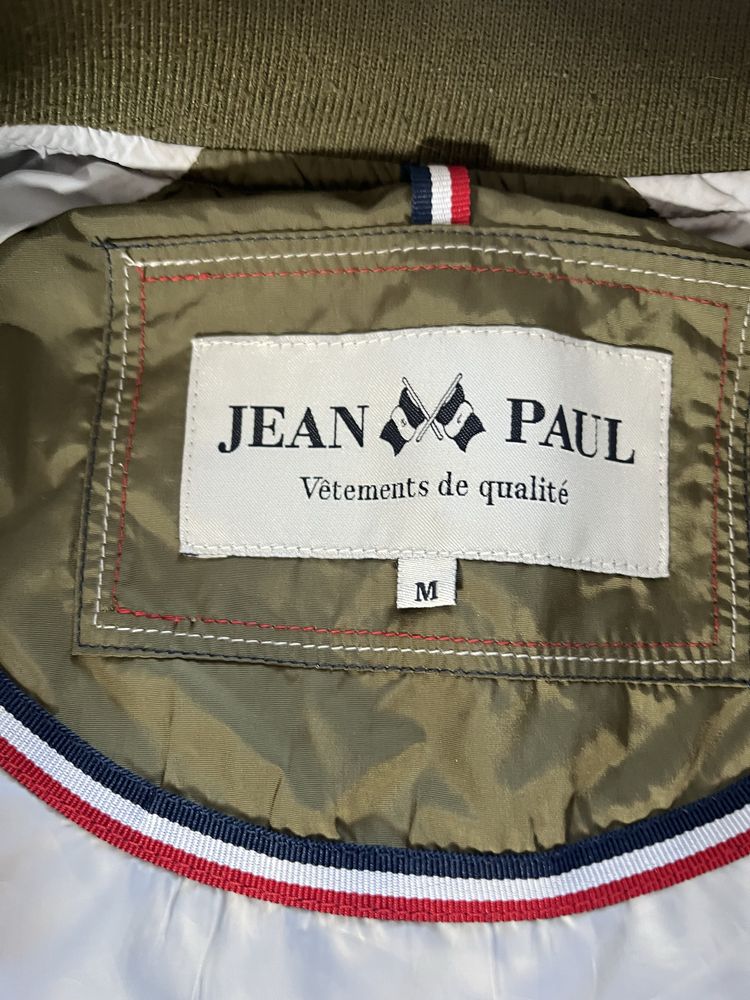 JEAN PAUL
Vêtements de qualité
M